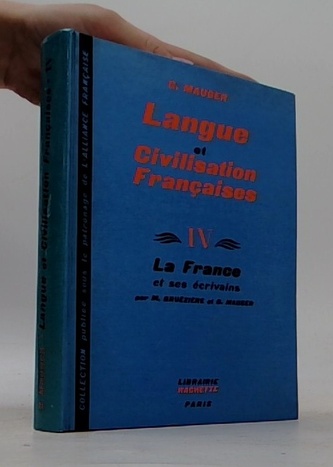 G. MAUGER
Langue
et
Civilisation
Françaises
IV
La France
et ses écrivains
par M. BRUÉZIÈRE et G. MAUGER
LIBRAIRIE
HACHETTE
PARIS
COLLECTION publiée sous le patronage de L'ALLIANCE FRANÇAISE
G. MAUGER Langue et Civilisation Françaises - IV